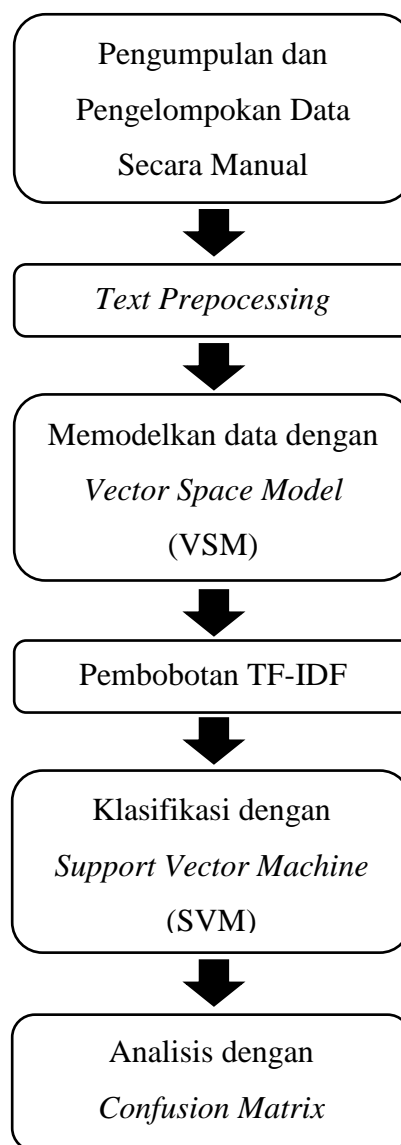 Pengumpulan dan
Pengelompokan Data
Secara Manual
Text Prepocessing
Memodelkan data dengan
Vector Space Model
(VSM)
Pembobotan TF-IDF
Klasifikasi dengan
Support Vector Machine
(SVM)
Analisis dengan
Confusion Matrix